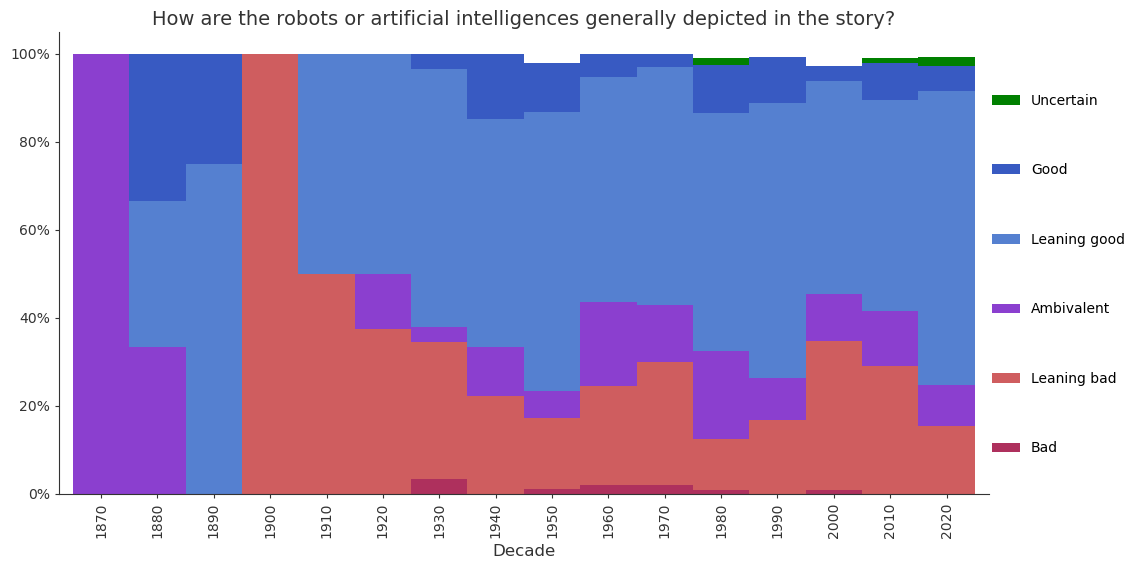 How are the robots or artificial intelligences generally depicted in the story?
100%
80%
60%
40%
20%
0%
1870
1880
1890
1900
1910
1920
1930
1940
1950
1960
1970
1980
1990
2000
2010
2020
Decade
Uncertain
Good
Leaning good
Ambivalent
Leaning bad
Bad